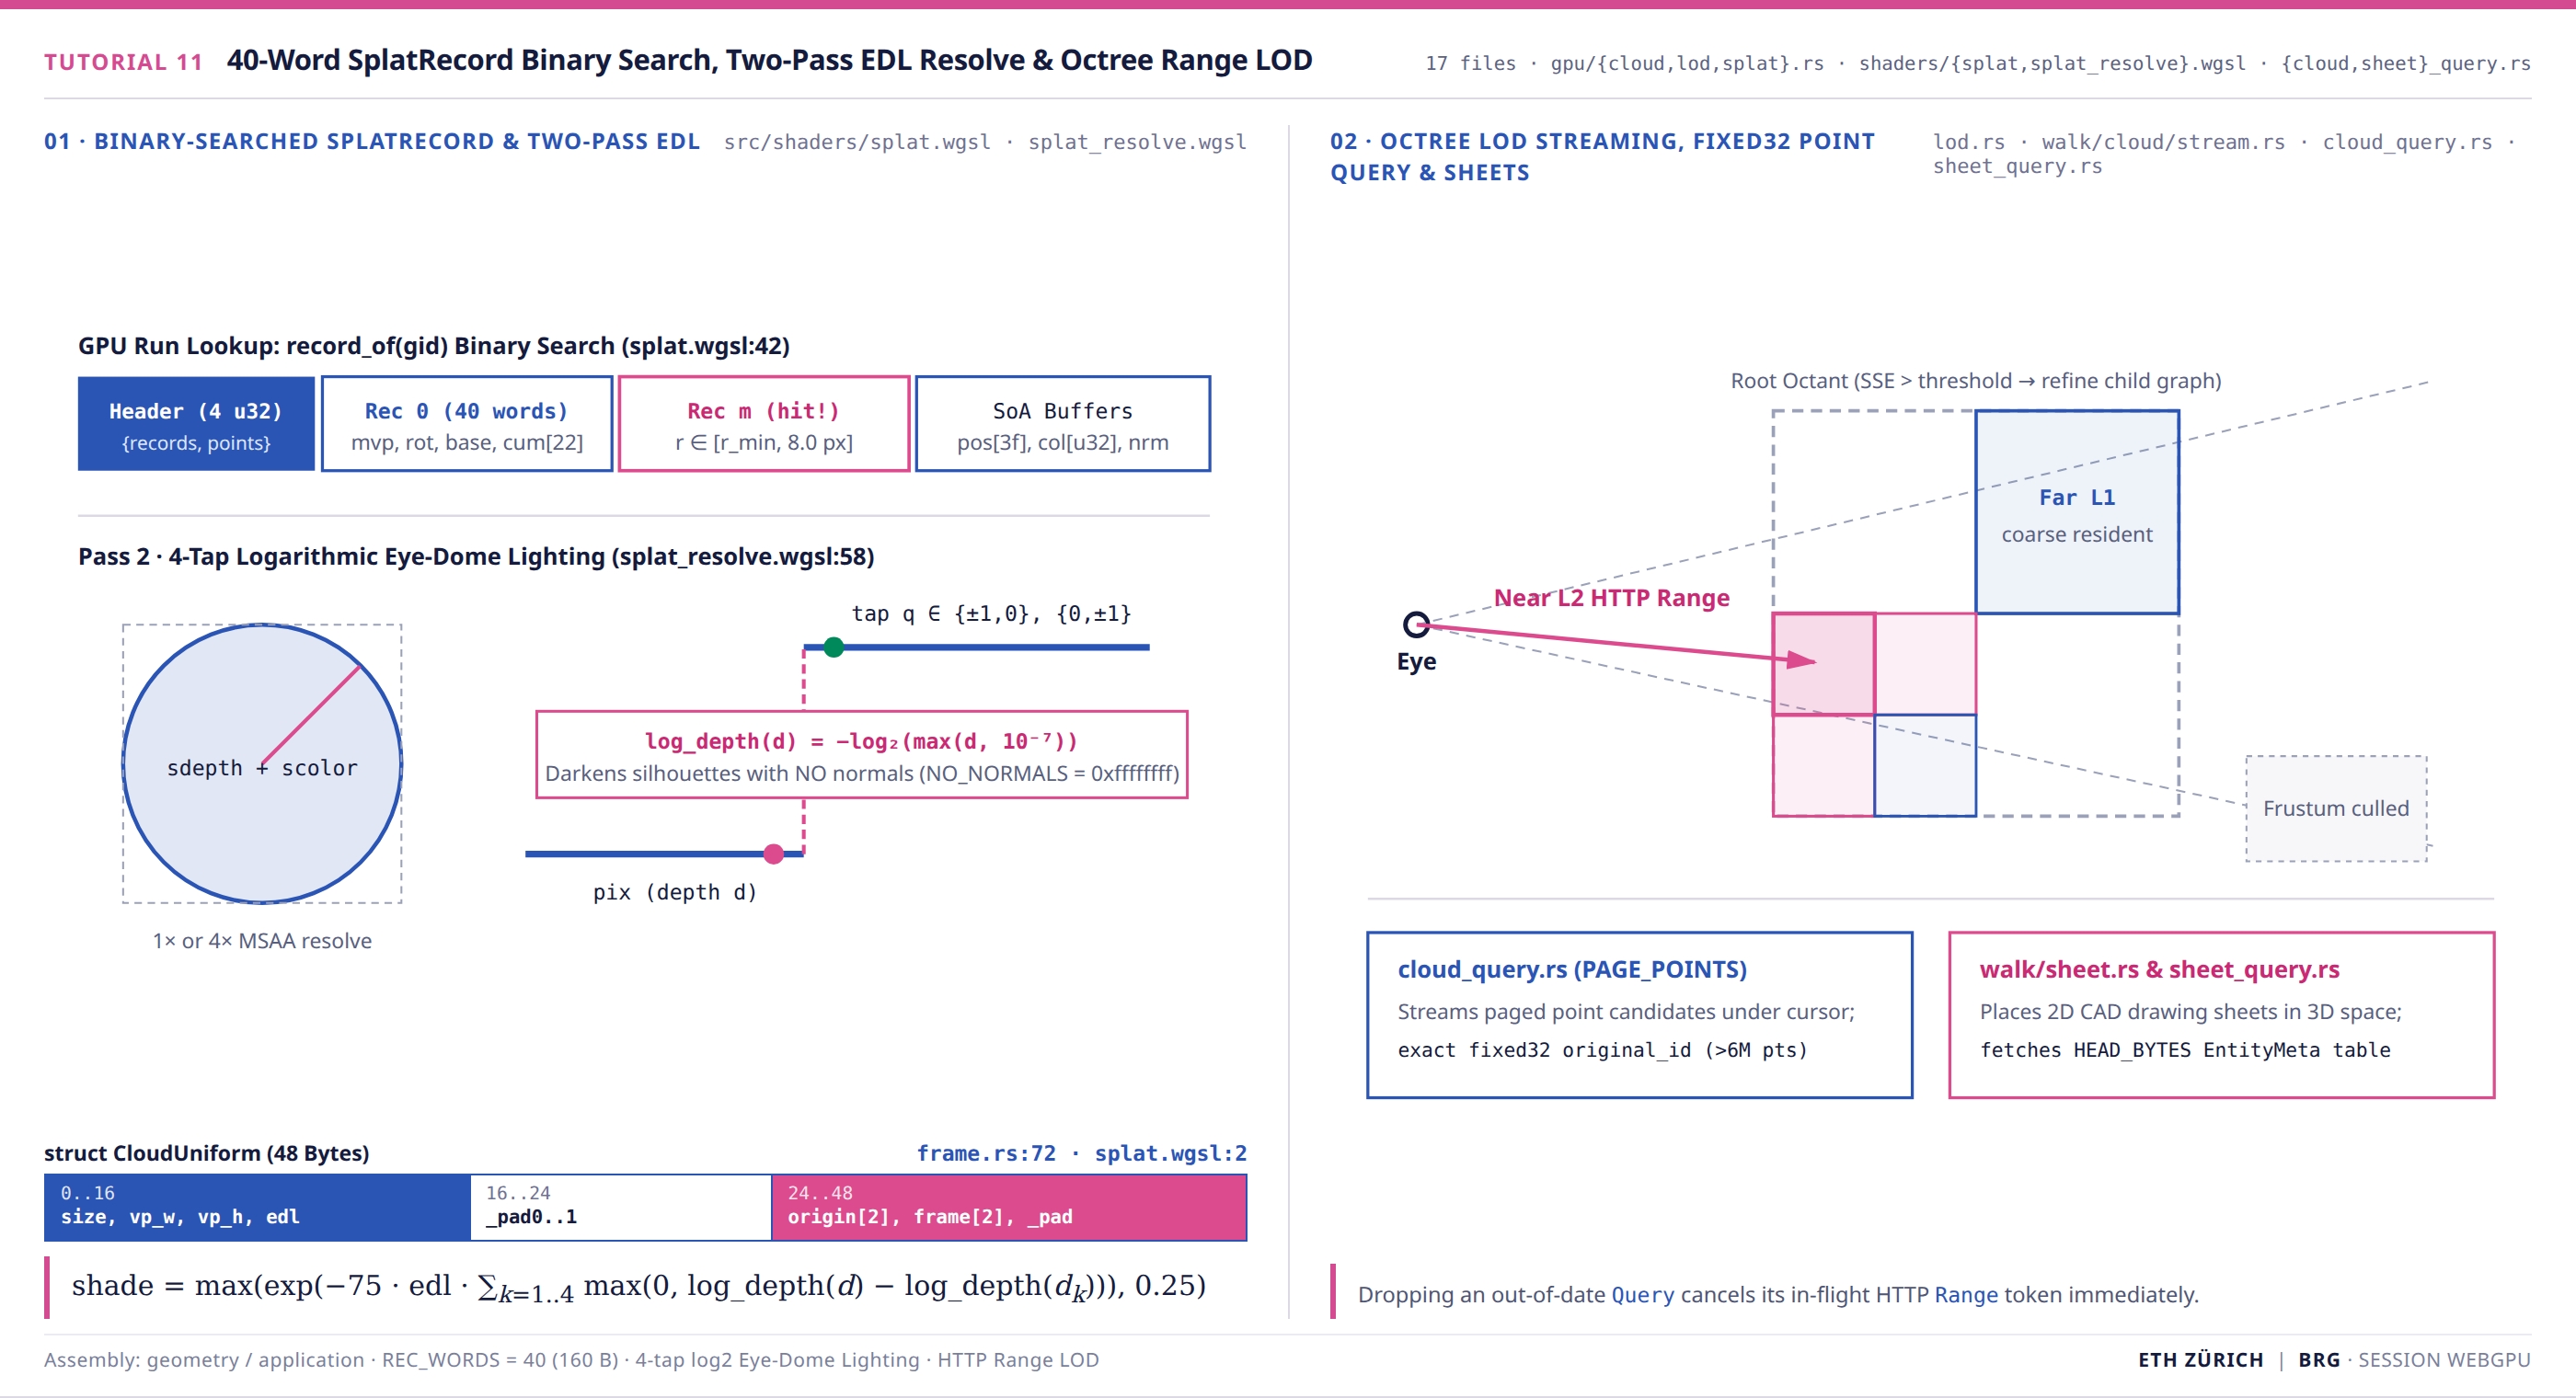 TUTORIAL 11 40-Word SplatRecord Binary Search, Two-Pass EDL Resolve & Octree Range LOD
17 files · gpu/{cloud,lod,splat}.rs · shaders/{splat,splat_resolve}.wgsl · {cloud,sheet}_query.rs
01 · BINARY-SEARCHED SPLATRECORD & TWO-PASS EDL
src/shaders/splat.wgsl · splat_resolve.wgsl
GPU Run Lookup: record_of(gid) Binary Search (splat.wgsl:42)
Header (4 u32)
{records, points}
Rec 0 (40 words)
mvp, rot, base, cum[22]
Rec m (hit!)
r ∈ [r_min, 8.0 px]
SoA Buffers
pos[3f], col[u32], nrm
Pass 2 · 4-Tap Logarithmic Eye-Dome Lighting (splat_resolve.wgsl:58)
tap q ∈ {±1,0}, {0,±1}
sdepth + scolor
log_depth(d) = −log₂(max(d, 10⁻⁷))
Darkens silhouettes with NO normals (NO_NORMALS = 0xffffffff)
pix (depth d)
1× or 4× MSAA resolve
struct CloudUniform (48 Bytes)
frame.rs:72 · splat.wgsl:2
0..16
size, vp_w, vp_h, edl
16..24
_pad0..1
24..48
origin[2], frame[2], _pad
shade = max(exp(−75 · edl · ∑k=1..4 max(0, log_depth(d) − log_depth(dk))), 0.25)
02 · OCTREE LOD STREAMING, FIXED32 POINT
QUERY & SHEETS
lod.rs · walk/cloud/stream.rs · cloud_query.rs ·
sheet_query.rs
Root Octant (SSE > threshold → refine child graph)
Far L1
coarse resident
Near L2 HTTP Range
Eye
Frustum culled
cloud_query.rs (PAGE_POINTS)
Streams paged point candidates under cursor;
exact fixed32 original_id (>6M pts)
walk/sheet.rs & sheet_query.rs
Places 2D CAD drawing sheets in 3D space;
fetches HEAD_BYTES EntityMeta table
Dropping an out-of-date Query cancels its in-flight HTTP Range token immediately.
Assembly: geometry / application · REC_WORDS = 40 (160 B) · 4-tap log2 Eye-Dome Lighting · HTTP Range LOD
ETH ZÜRICH | BRG · SESSION WEBGPU